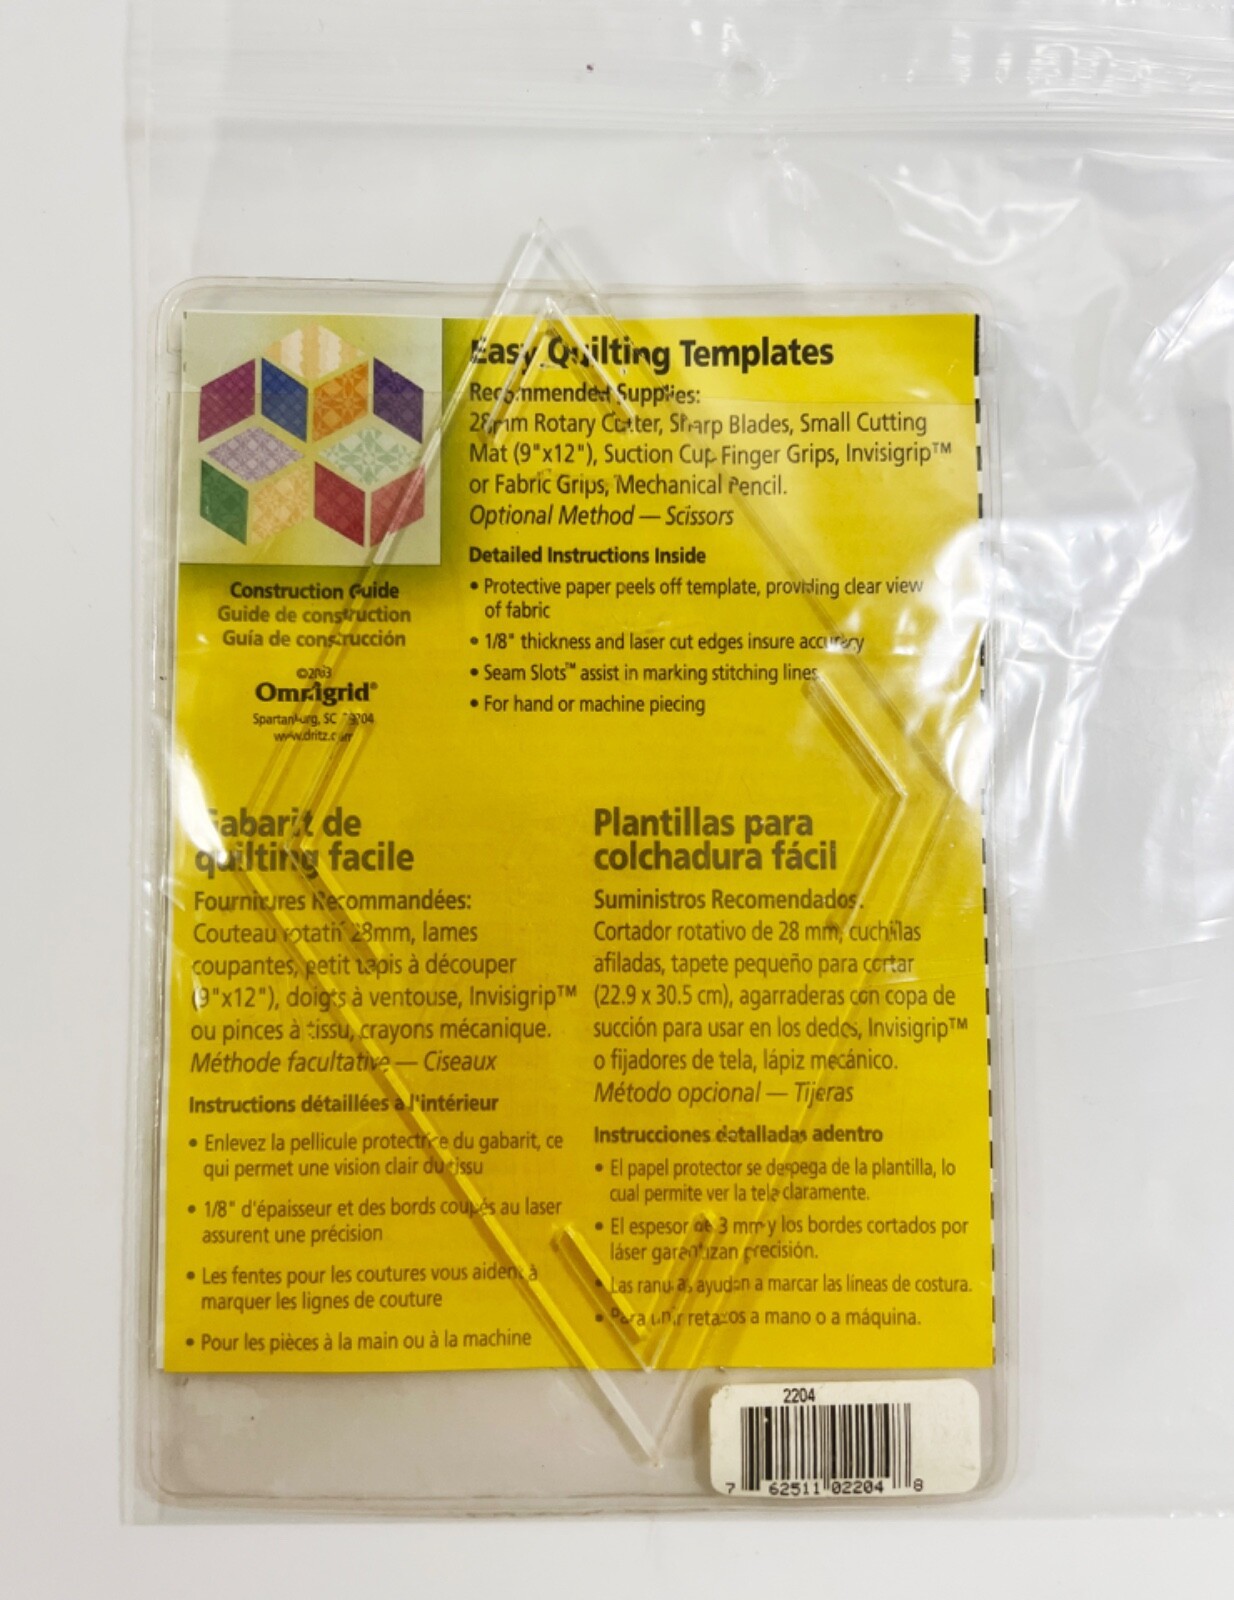 Easy Quilting Templates
Recommended Supplies:
28mm Rotary Cutter, Sharp Blades, Small Cutting
Mat (9"x12"), Suction Cup Finger Grips, Invisigrip™
or Fabric Grips, Mechanical Pencil.
Optional Method — Scissors
Detailed Instructions Inside
• Protective paper peels off template, providing clear view
of fabric
• 1/8" thickness and laser cut edges insure accuracy
• Seam Slots™ assist in marking stitching lines
• For hand or machine piecing
Construction Guide
Guide de construction
Guía de construcción
©2003
Omnigrid®
Spartanburg, SC 29304
www.dritz.com
Gabarit de
quilting facile
Fournitures Recommandées:
Couteau rotatif 28mm, lames
coupantes, petit tapis à découper
(9"x12"), doigts à ventouse, Invisigrip™
ou pinces à tissu, crayons mécanique.
Méthode facultative — Ciseaux
Instructions détaillées à l'intérieur
• Enlevez la pellicule protectrice du gabarit, ce
qui permet une vision clair du tissu
• 1/8" d'épaisseur et des bords coupés au laser
assurent une précision
• Les fentes pour les coutures vous aident à
marquer les lignes de couture
• Pour les pièces à la main ou à la machine
Plantillas para
colchadura fácil
Suministros Recomendados:
Cortador rotativo de 28 mm, cuchillas
afiladas, tapete pequeño para cortar
(22.9 x 30.5 cm), agarraderas con copa de
succión para usar en los dedos, Invisigrip™
o fijadores de tela, lápiz mecánico.
Método opcional — Tijeras
Instrucciones detalladas adentro
• El papel protector se despega de la plantilla, lo
cual permite ver la tela claramente.
• El espesor de 3 mm y los bordes cortados por
láser garantizan precisión.
• Las ranuras ayudan a marcar las líneas de costura.
• Para unir retazos a mano o a máquina.
2204
7 62511 02204 8